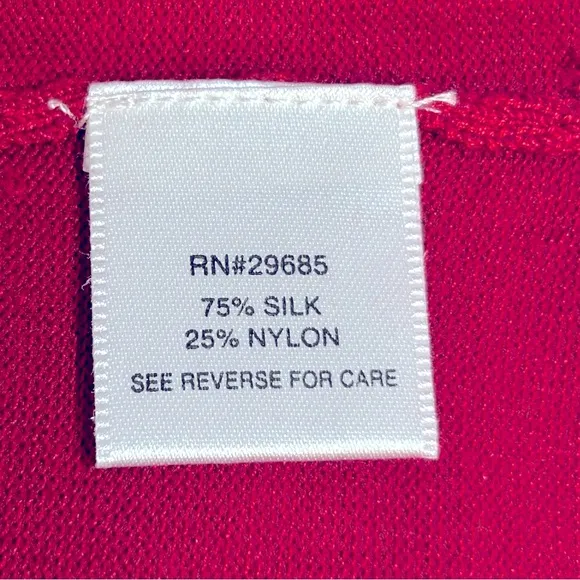 RN#29685
75% SILK
25% NYLON
SEE REVERSE FOR CARE